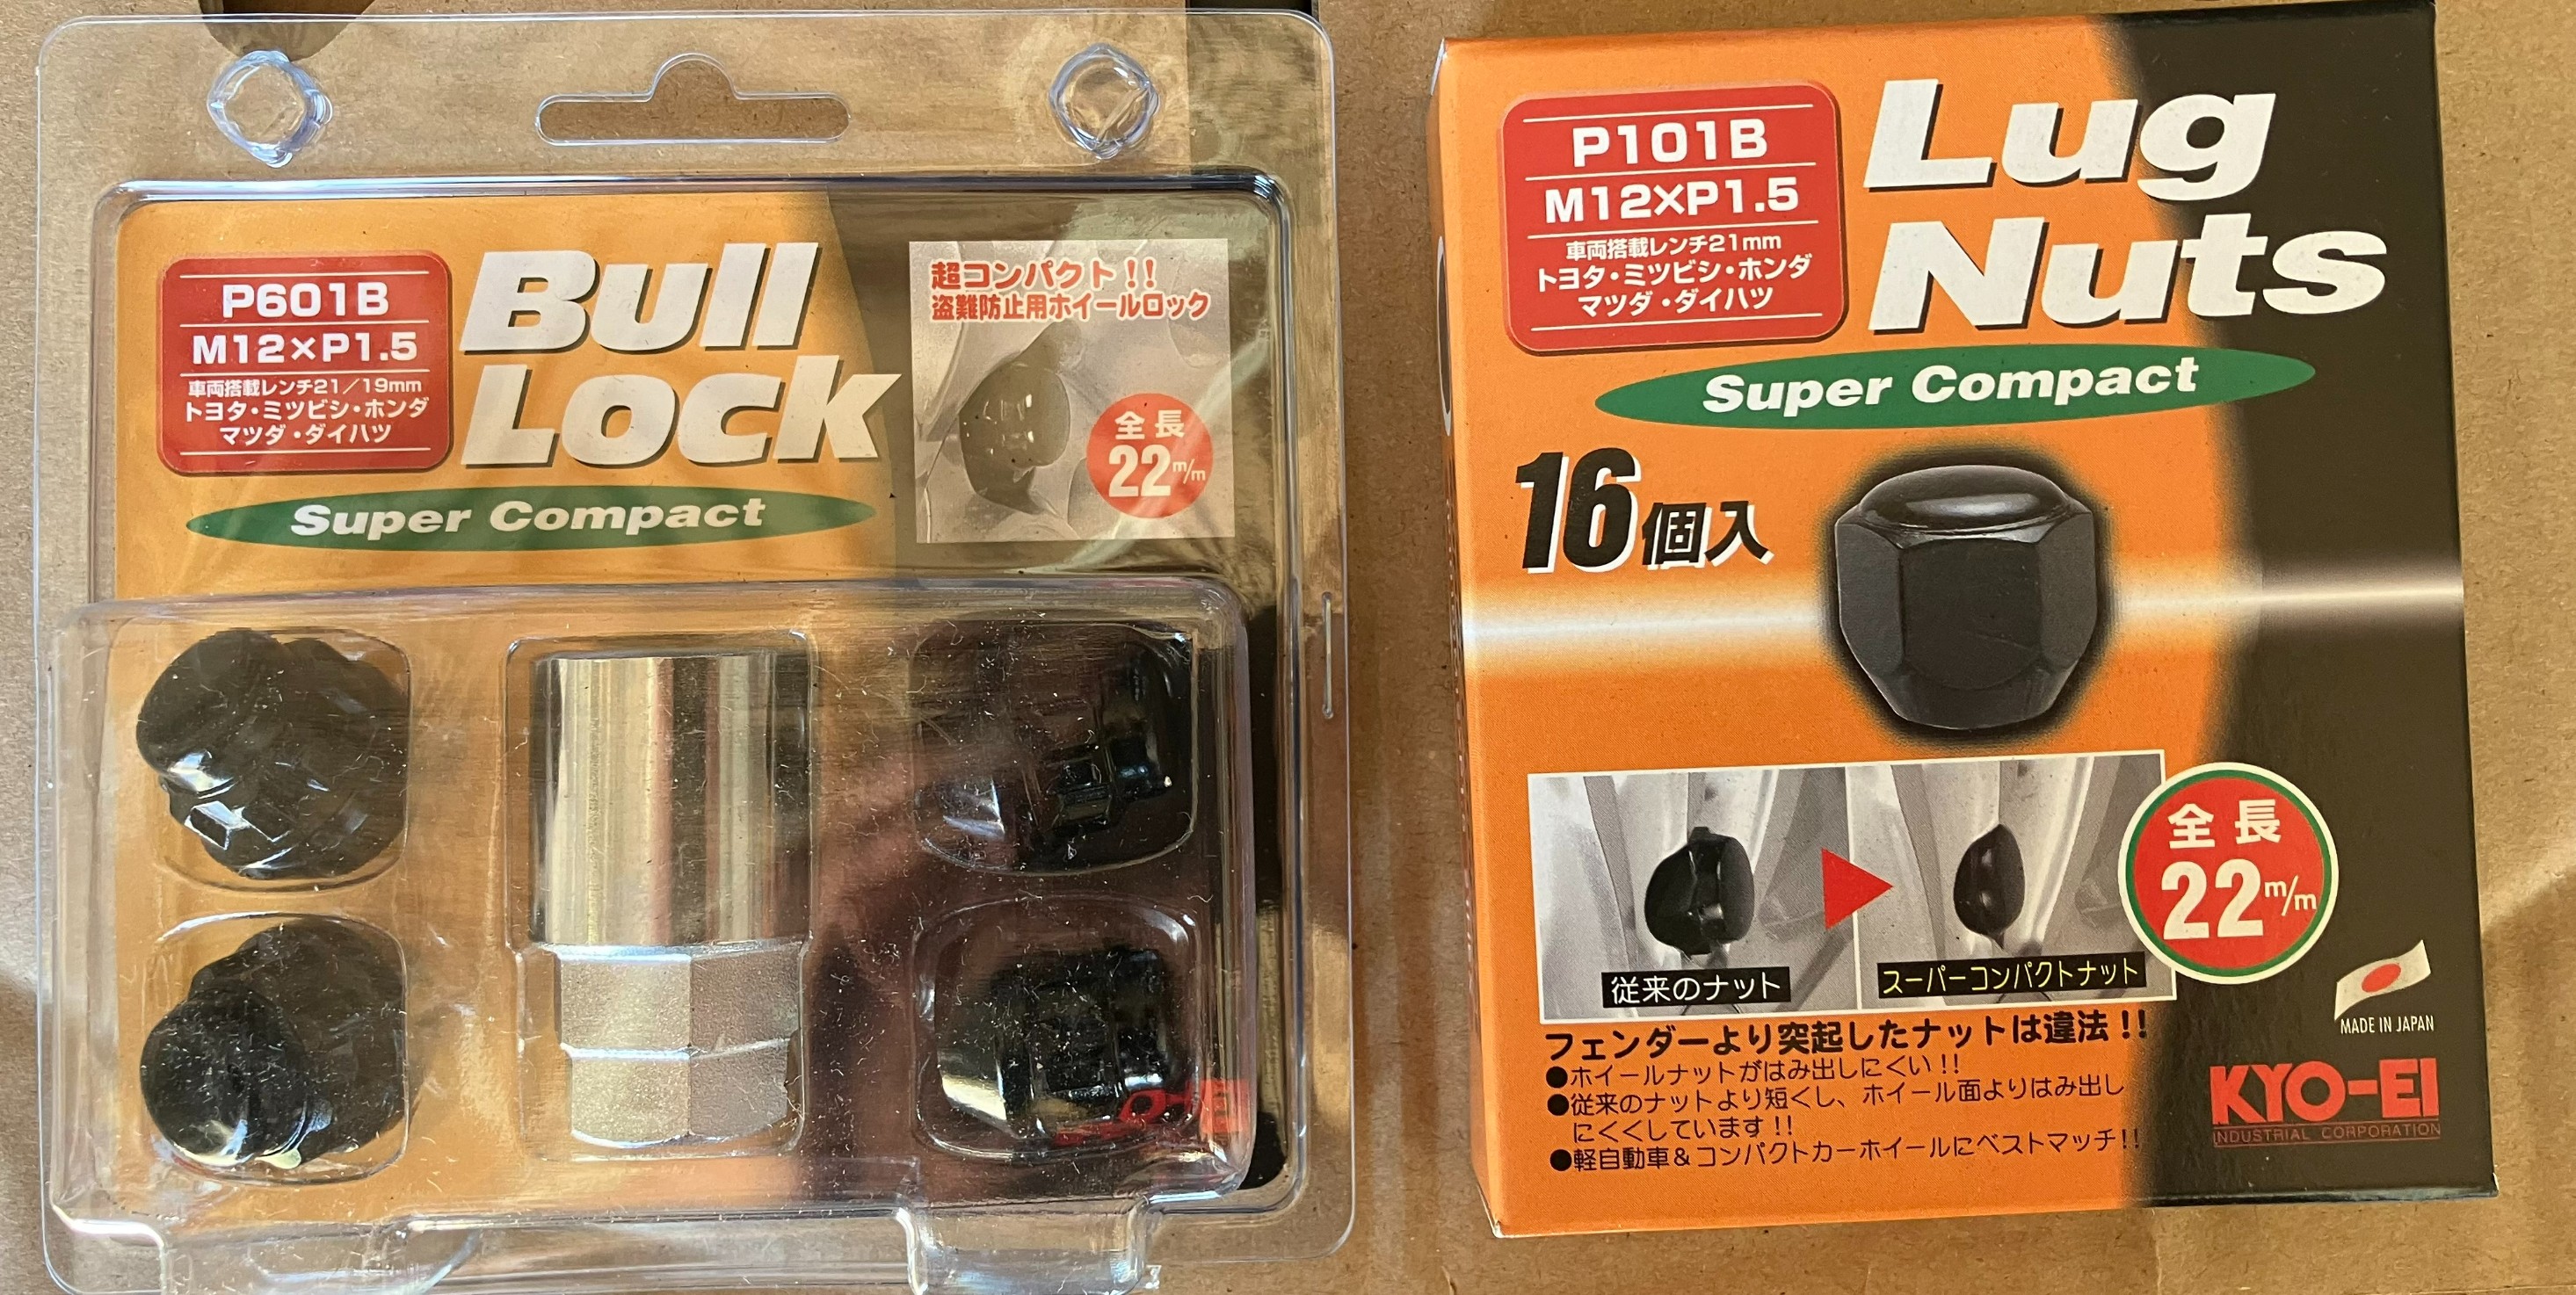 P601B
M12×P1.5
車両搭載レンチ21／19mm
トヨタ・ミツビシ・ホンダ
マツダ・ダイハツ
Bull
Lock
Super Compact
超コンパクト!!
盗難防止用ホイールロック
全長
22m/m
P101B
M12×P1.5
車両搭載レンチ21mm
トヨタ・ミツビシ・ホンダ
マツダ・ダイハツ
Lug
Nuts
Super Compact
16個入
従来のナット
スーパーコンパクトナット
全長
22m/m
フェンダーより突起したナットは違法!!
●ホイールナットがはみ出しにくい!!
●従来のナットより短くし、ホイール面よりはみ出し
にくくしています!!
●軽自動車&コンパクトカーホイールにベストマッチ!!
MADE IN JAPAN
KYO-EI
INDUSTRIAL CORPORATION